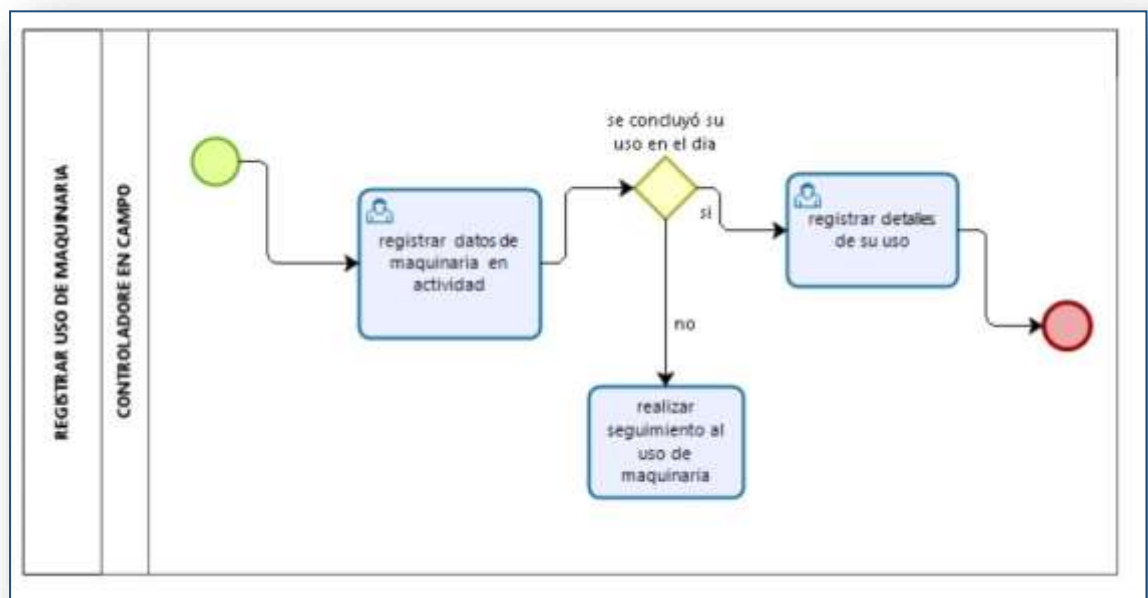 REGISTRAR USO DE MAQUINARIA
CONTROLADORE EN CAMPO
registrar datos de
maquinaria en
actividad
se concluyó su
uso en el dia
si
no
registrar detalles
de su uso
realizar
seguimiento al
uso de
maquinaria